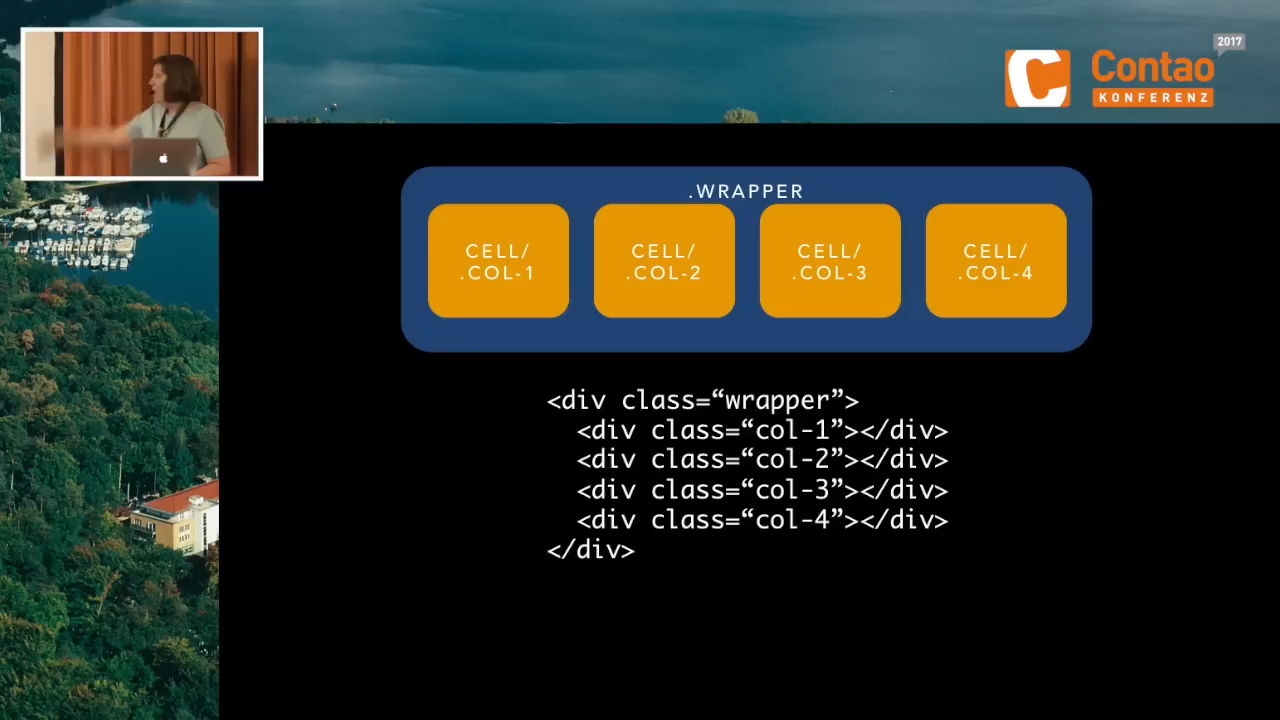 2017
Contao
KONFERENZ
.WRAPPER
CELL/
.COL-1
CELL/
.COL-2
CELL/
.COL-3
CELL/
.COL-4
<div class=“wrapper”>
  <div class=“col-1”></div>
  <div class=“col-2”></div>
  <div class=“col-3”></div>
  <div class=“col-4”></div>
</div>